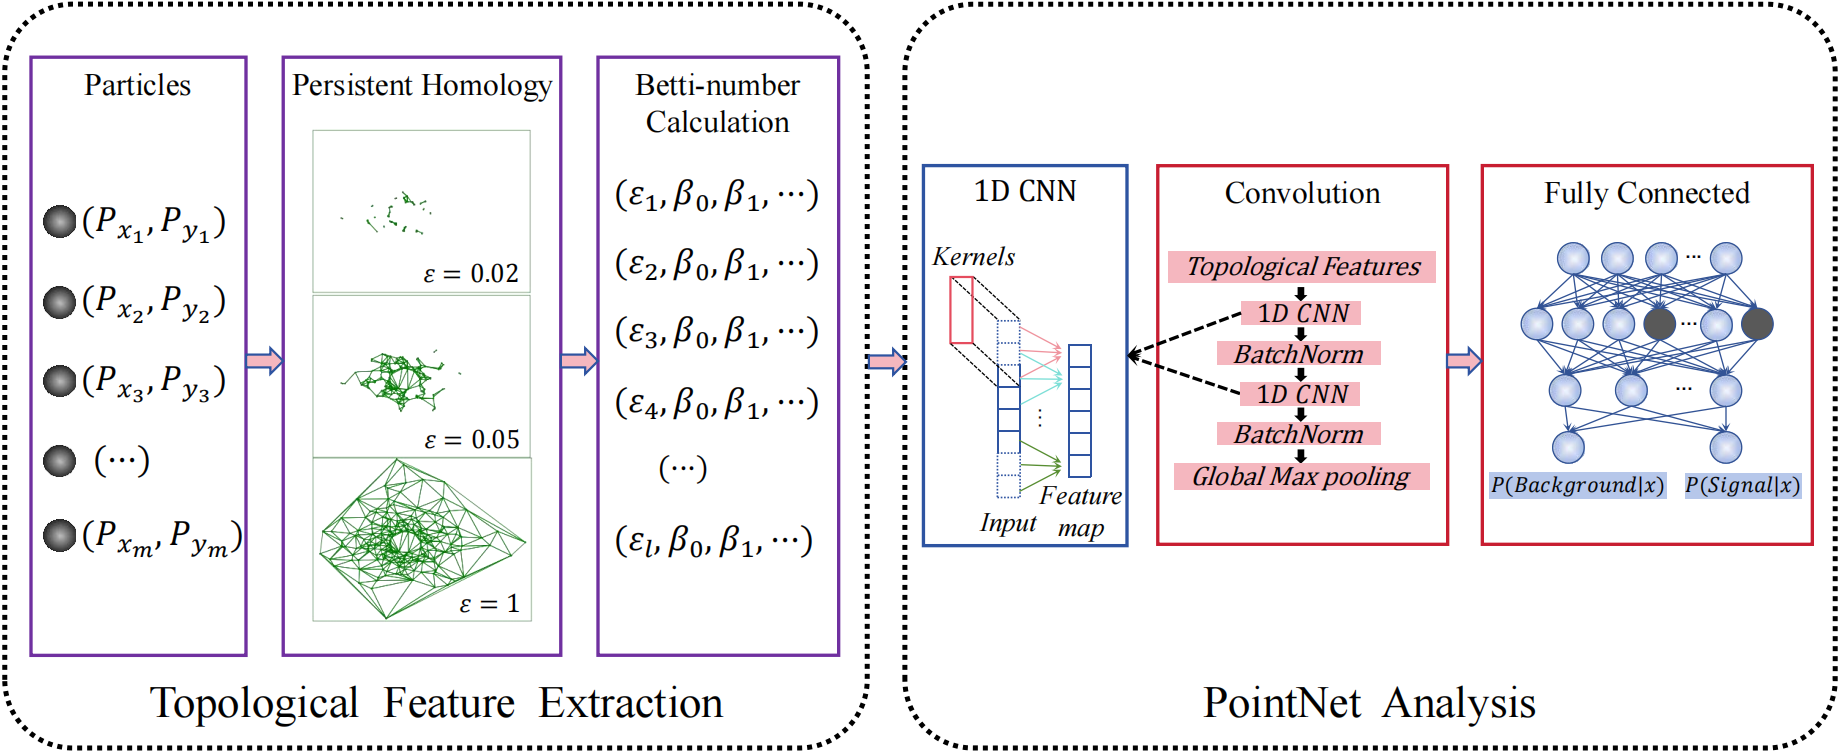 Particles
(P_{x_1}, P_{y_1})
(P_{x_2}, P_{y_2})
(P_{x_3}, P_{y_3})
(⋯)
(P_{x_m}, P_{y_m})
Persistent Homology
ε = 0.02
ε = 0.05
ε = 1
Betti-number
Calculation
(ε_1, β_0, β_1, ⋯)
(ε_2, β_0, β_1, ⋯)
(ε_3, β_0, β_1, ⋯)
(ε_4, β_0, β_1, ⋯)
(⋯)
(ε_l, β_0, β_1, ⋯)
Topological Feature Extraction
1D CNN
Kernels
⋮
Input
Feature
map
Convolution
Topological Features
1D CNN
BatchNorm
1D CNN
BatchNorm
Global Max pooling
Fully Connected
...
...
...
P(Background|x)
P(Signal|x)
PointNet Analysis